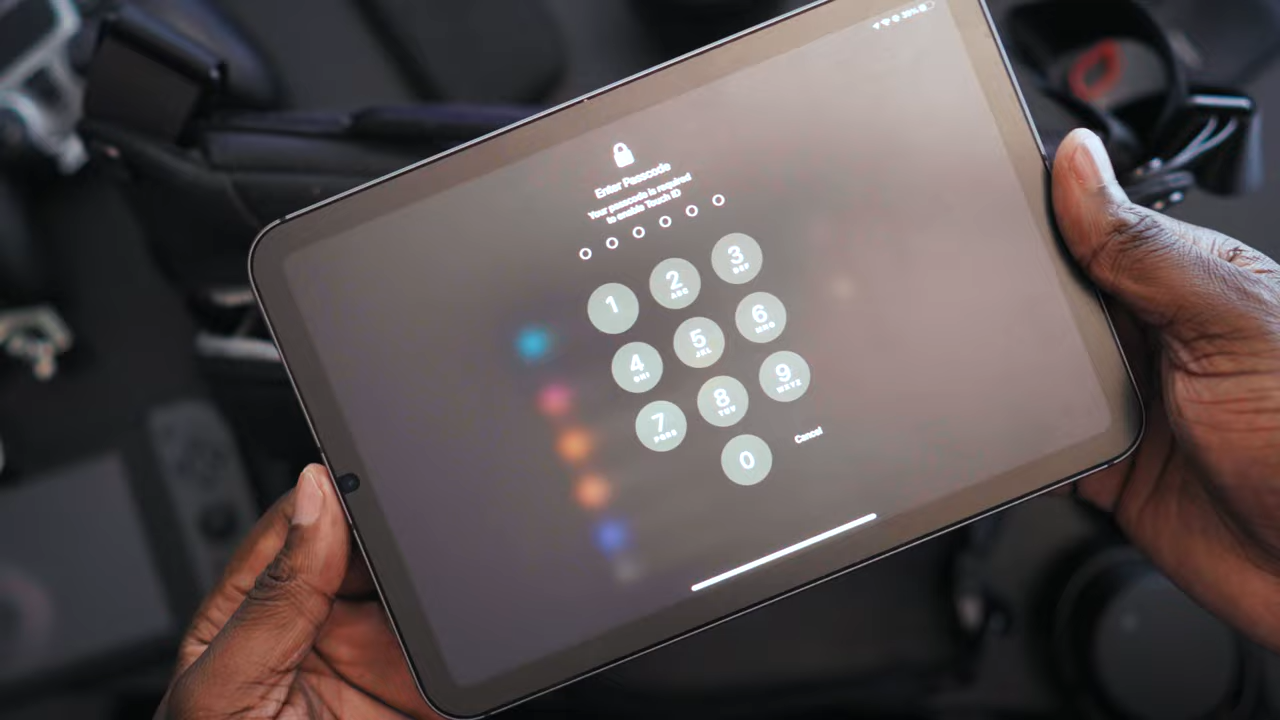 39%
Enter Passcode
Your passcode is required
to enable Touch ID
1
2
ABC
3
DEF
4
GHI
5
JKL
6
MNO
7
PQRS
8
TUV
9
WXYZ
0
Cancel